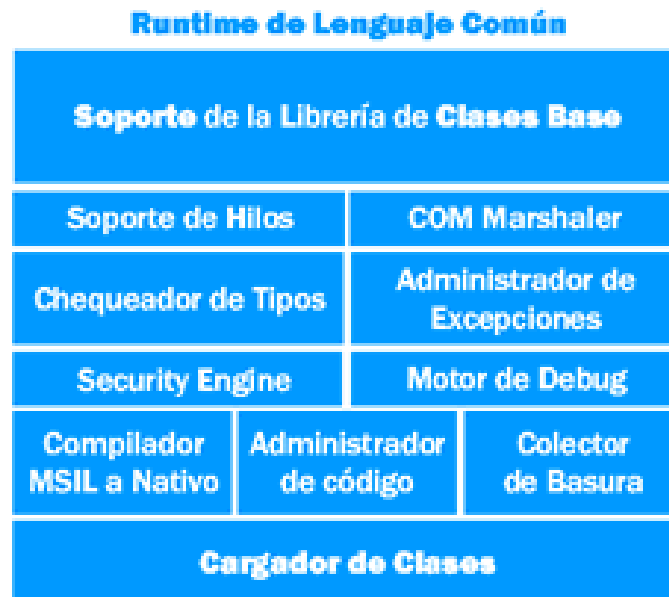 Runtime de Lenguaje Común
Soporte de la Librería de Clases Base
Soporte de Hilos
COM Marshaler
Chequeador de Tipos
Administrador de
Excepciones
Security Engine
Motor de Debug
Compilador
MSIL a Nativo
Administrador
de código
Colector
de Basura
Cargador de Clases